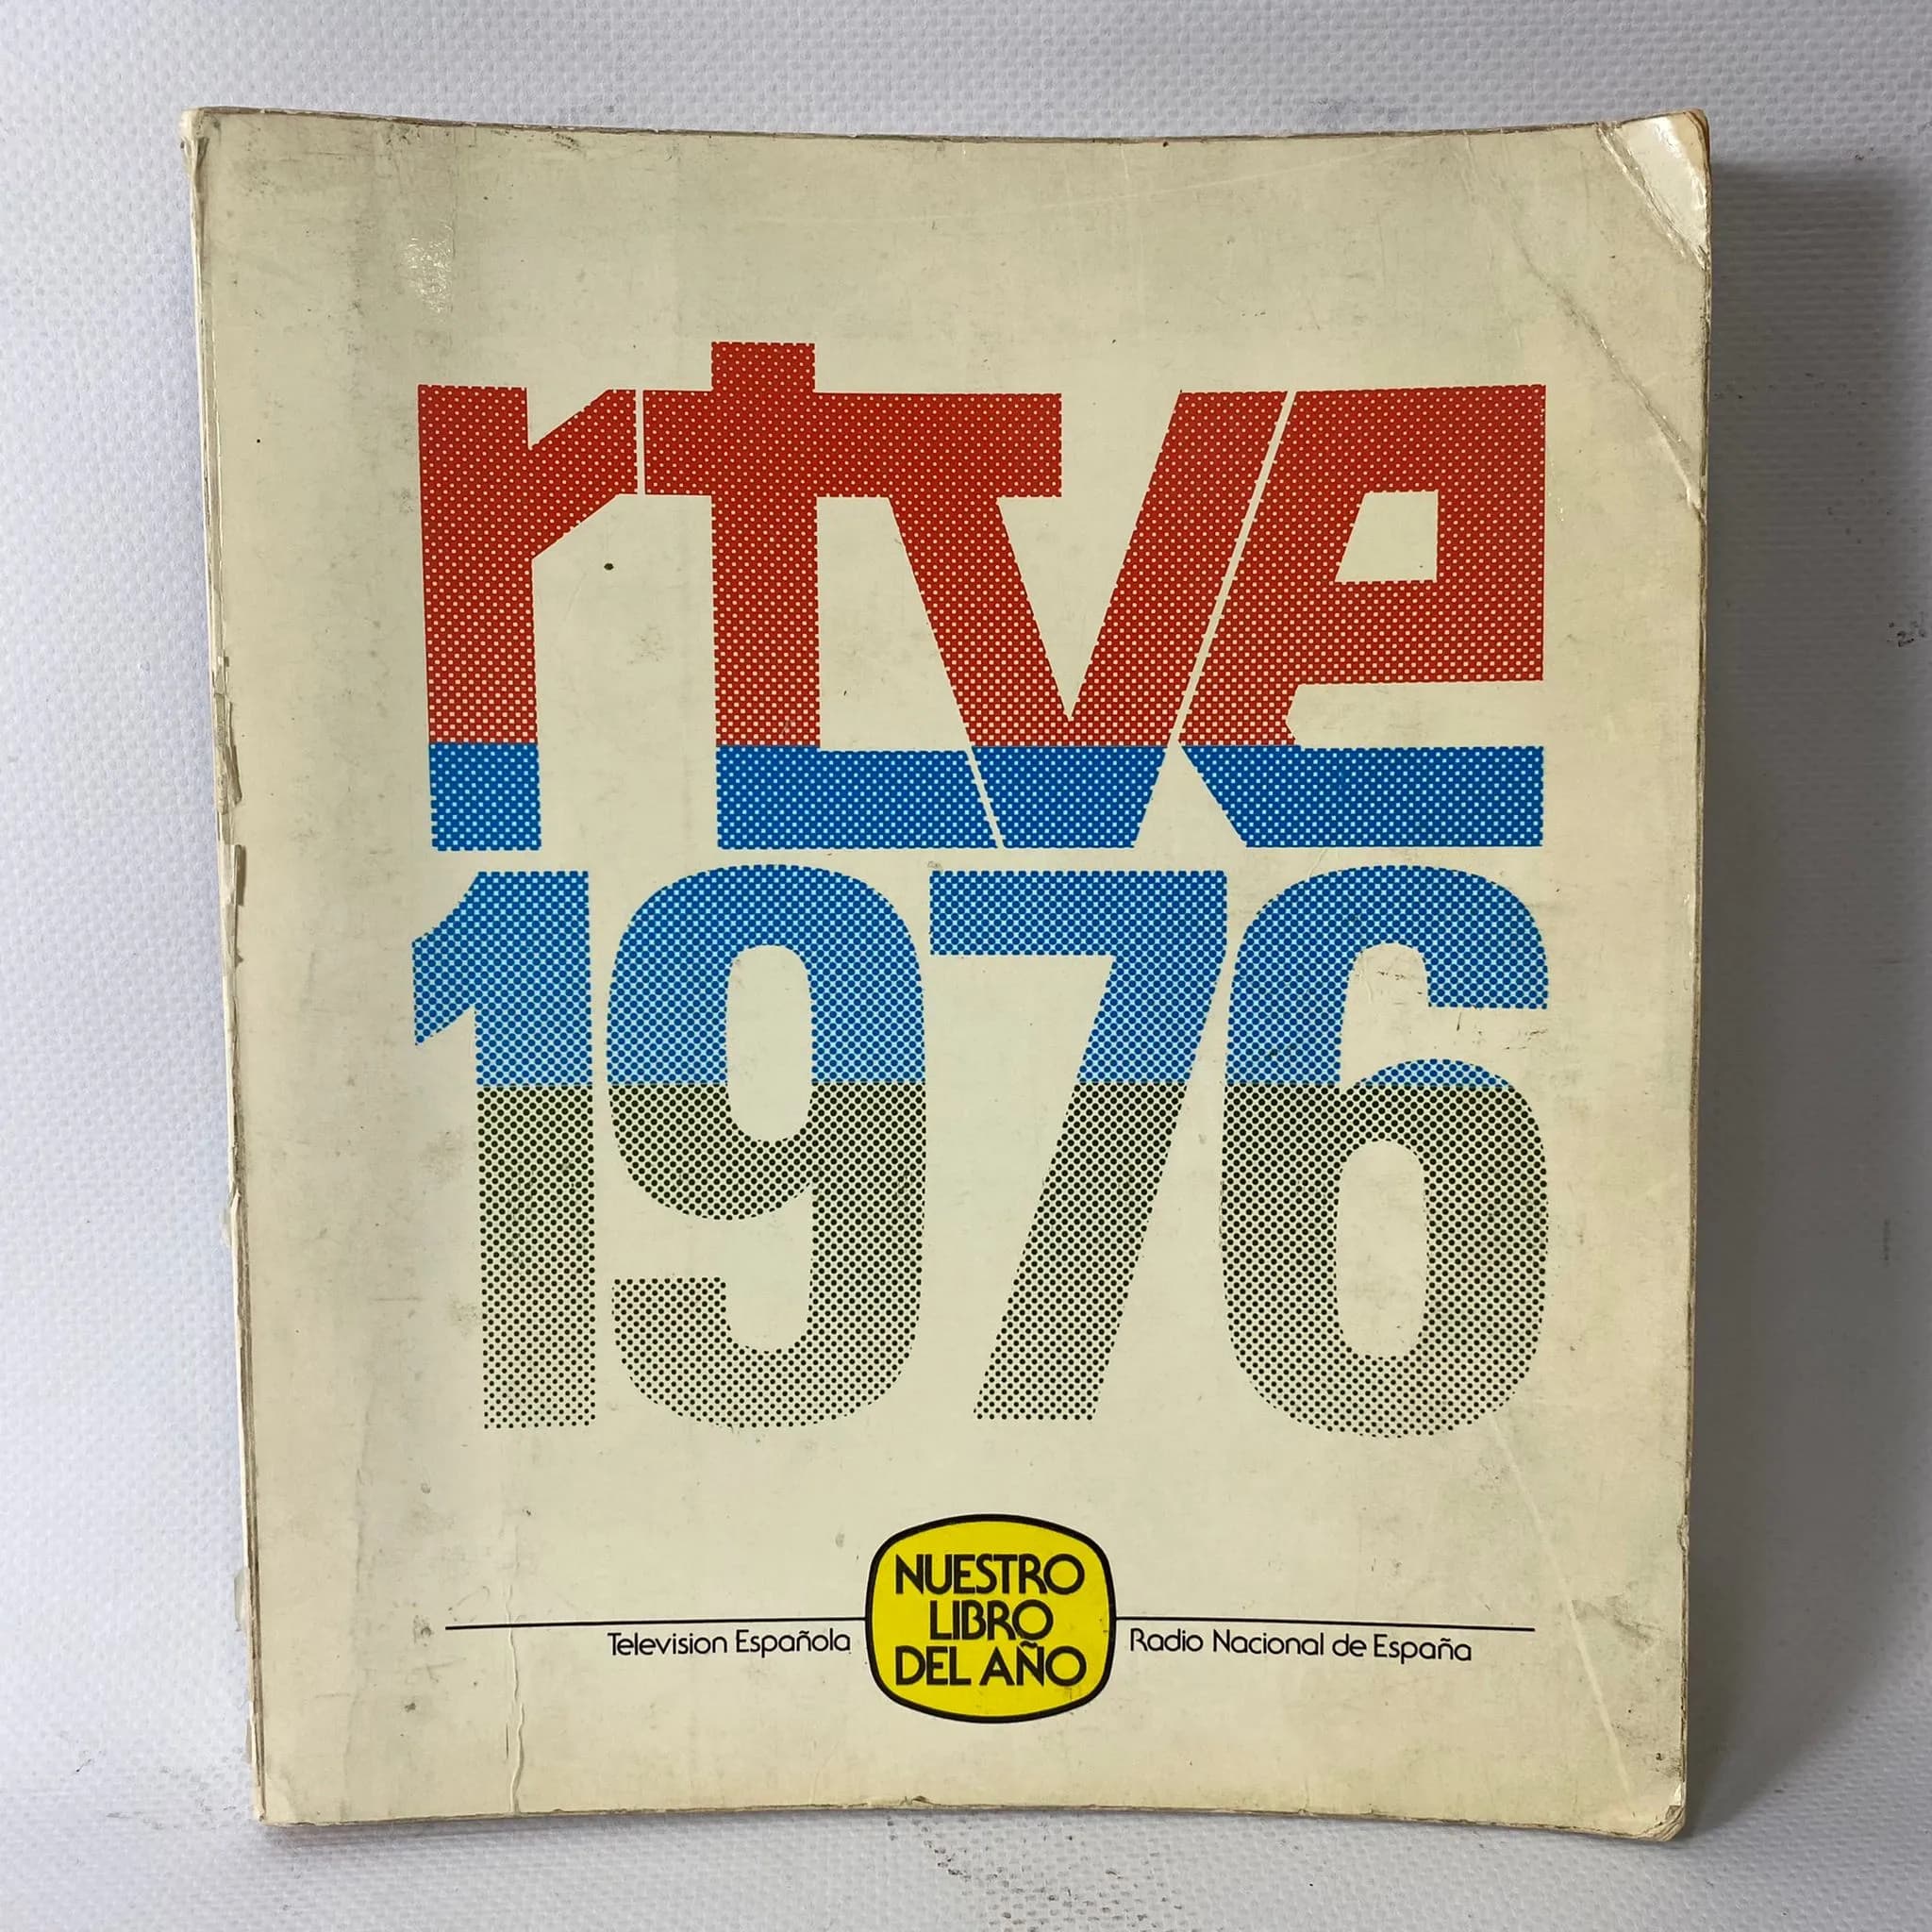 rtve
1976
NUESTRO
LIBRO
DEL AÑO
Television Española
Radio Nacional de España